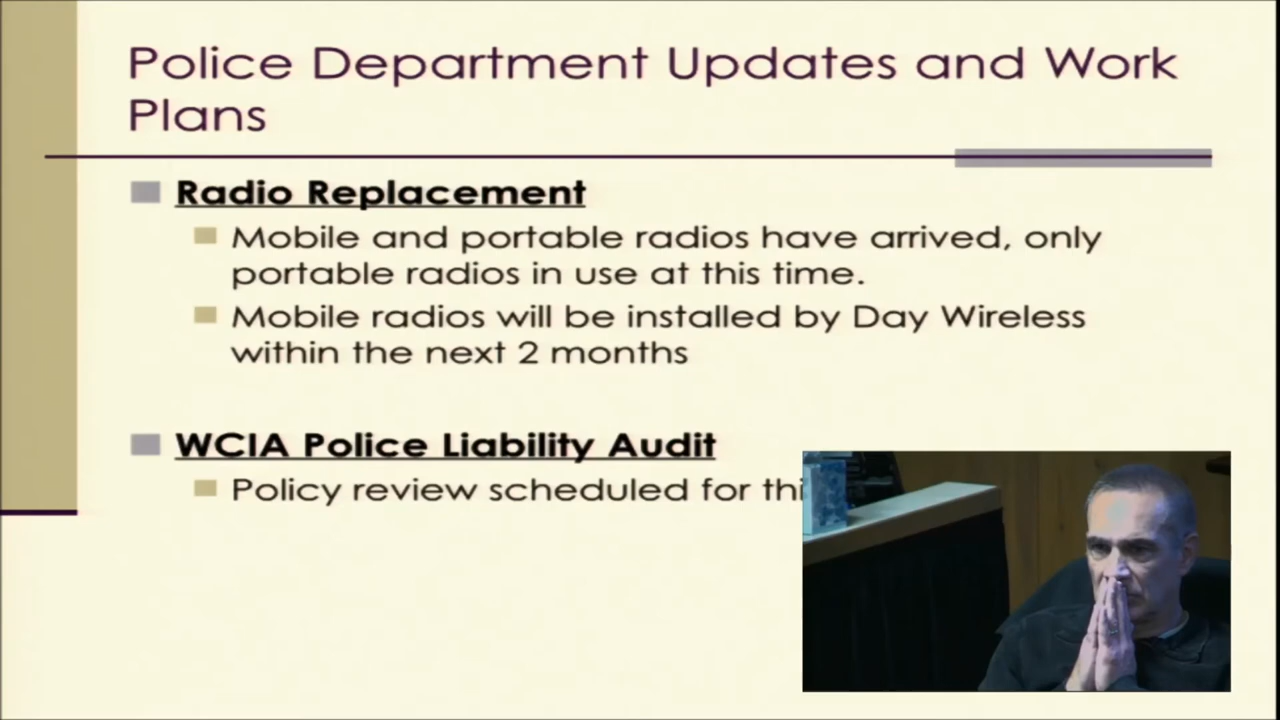 Police Department Updates and Work
Plans
Radio Replacement
Mobile and portable radios have arrived, only
portable radios in use at this time.
Mobile radios will be installed by Day Wireless
within the next 2 months
WCIA Police Liability Audit
Policy review scheduled for